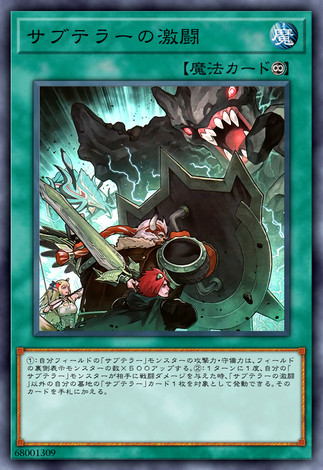 サブテラーの激闘
魔
【魔法カード】
①:自分フィールドの「サブテラー」モンスターの攻撃力・守備力は、フィール
ドの裏側表示モンスターの数×500アップする。②:1ターンに1度、自分の「
サブテラー」モンスターが相手に戦闘ダメージを与えた時、「サブテラーの激闘
」以外の自分の墓地の「サブテラー」カード1枚を対象として発動できる。その
カードを手札に加える。
68001309